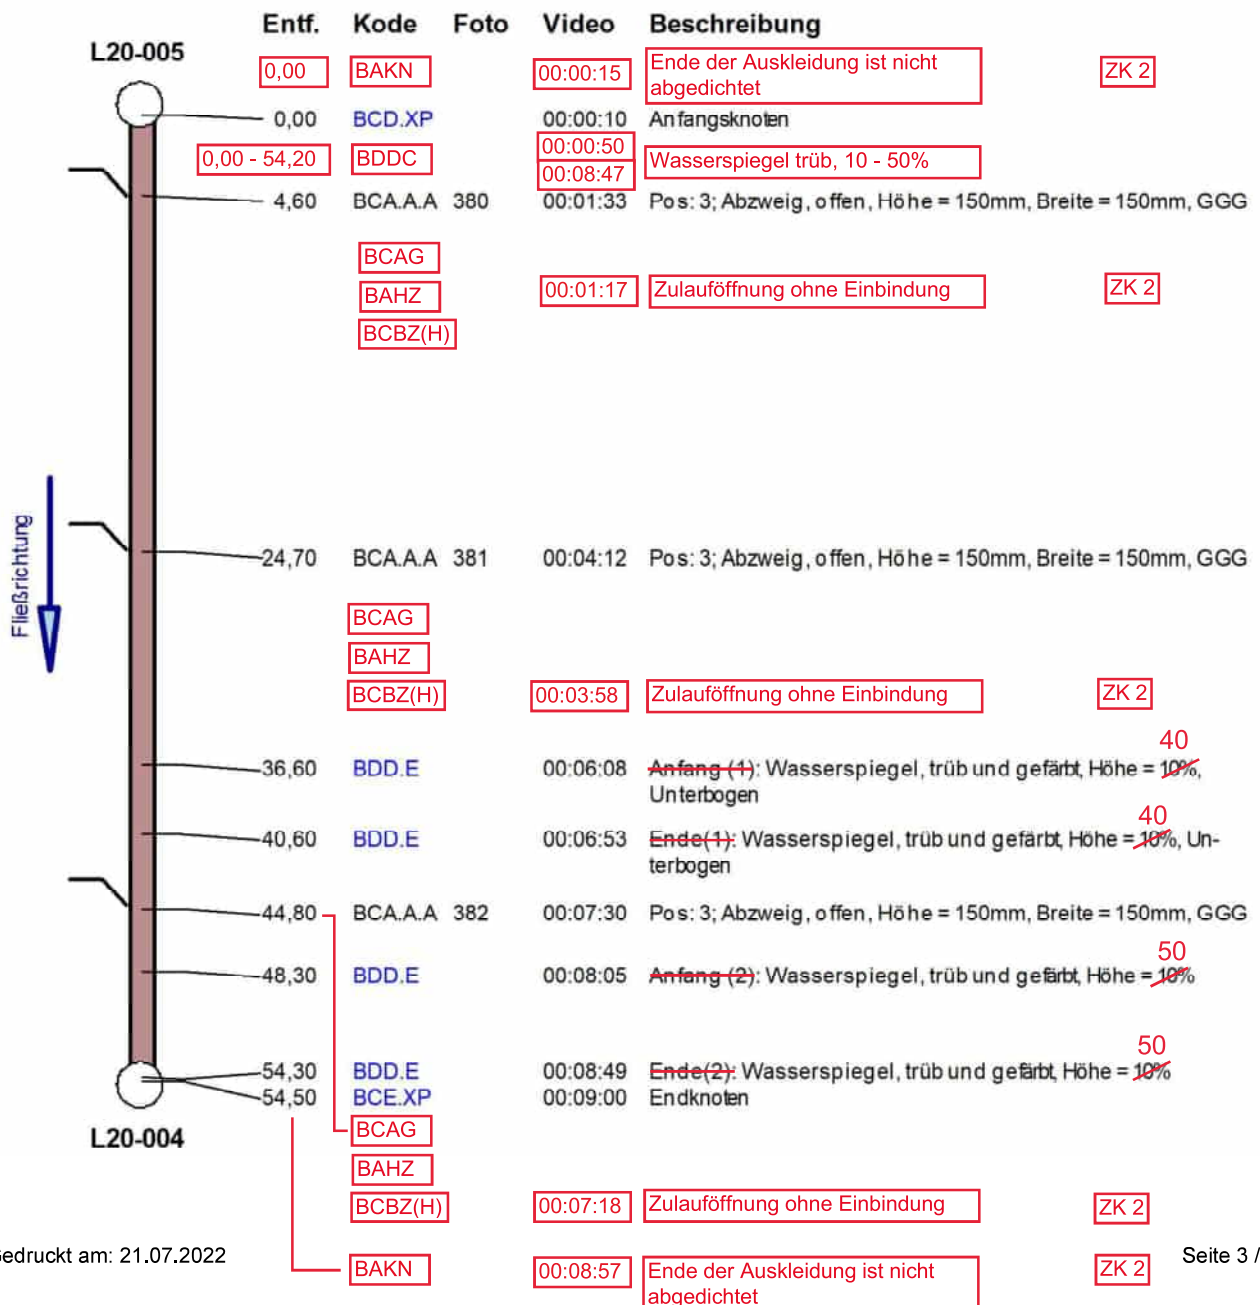 Entf. Kode Foto Video Beschreibung
L20-005
0,00 BAKN 00:00:15 Ende der Auskleidung ist nicht ZK 2
abgedichtet
0,00 BCD.XP 00:00:10 Anfangsknoten
0,00 - 54,20 BDDC 00:00:50 Wasserspiegel trüb, 10 - 50%
00:08:47
4,60 BCA.A.A 380 00:01:33 Pos: 3; Abzweig, offen, Höhe = 150mm, Breite = 150mm, GGG
BCAG
BAHZ 00:01:17 Zulauföffnung ohne Einbindung ZK 2
BCBZ(H)
Fließrichtung
24,70 BCA.A.A 381 00:04:12 Pos: 3; Abzweig, offen, Höhe = 150mm, Breite = 150mm, GGG
BCAG
BAHZ
BCBZ(H) 00:03:58 Zulauföffnung ohne Einbindung ZK 2
40
36,60 BDD.E 00:06:08 Anfang (1): Wasserspiegel, trüb und gefärbt, Höhe = 10%,
Unterbogen
40
40,60 BDD.E 00:06:53 Ende(1): Wasserspiegel, trüb und gefärbt, Höhe = 10%, Un-
terbogen
44,80 BCA.A.A 382 00:07:30 Pos: 3; Abzweig, offen, Höhe = 150mm, Breite = 150mm, GGG
50
48,30 BDD.E 00:08:05 Anfang (2): Wasserspiegel, trüb und gefärbt, Höhe = 10%
50
54,30 BDD.E 00:08:49 Ende(2): Wasserspiegel, trüb und gefärbt, Höhe = 10%
54,50 BCE.XP 00:09:00 Endknoten
L20-004
BCAG
BAHZ
BCBZ(H) 00:07:18 Zulauföffnung ohne Einbindung ZK 2
edruckt am: 21.07.2022 Seite 3 /
BAKN 00:08:57 Ende der Auskleidung ist nicht ZK 2
abgedichtet